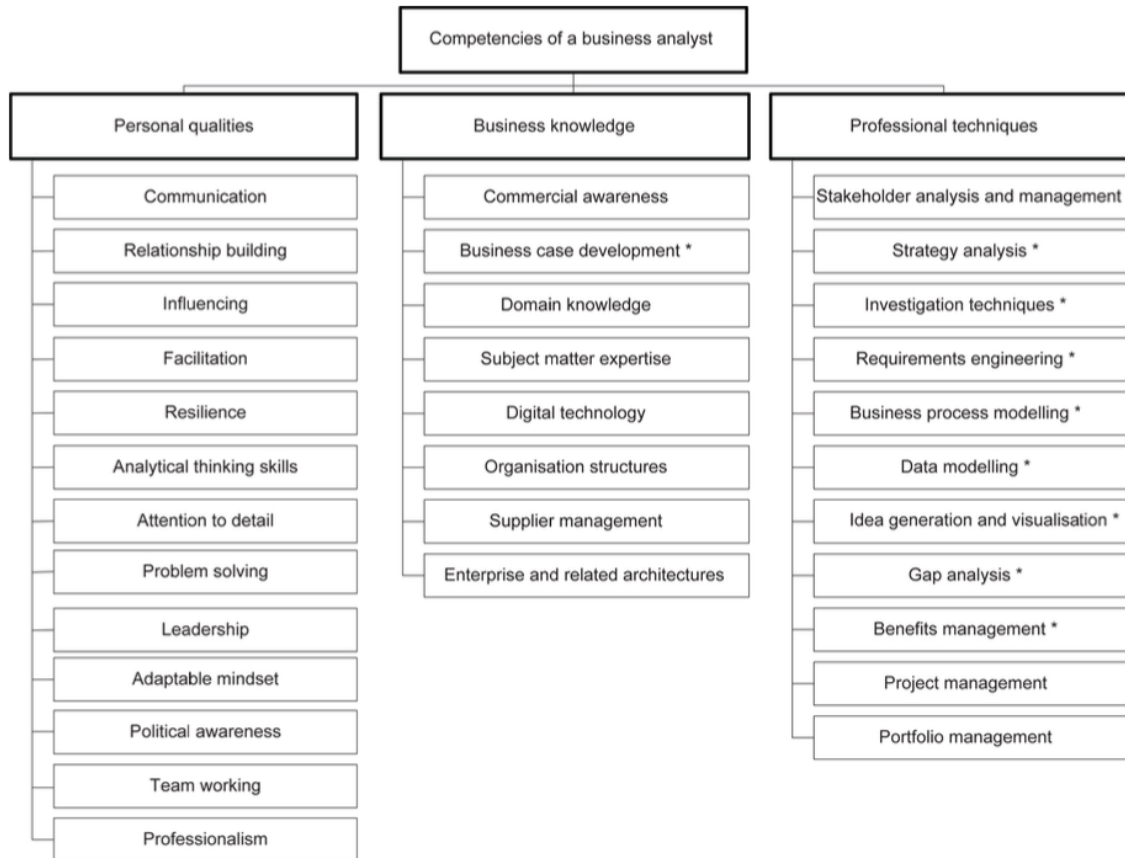 Competencies of a business analyst
Personal qualities
Communication
Relationship building
Influencing
Facilitation
Resilience
Analytical thinking skills
Attention to detail
Problem solving
Leadership
Adaptable mindset
Political awareness
Team working
Professionalism
Business knowledge
Commercial awareness
Business case development *
Domain knowledge
Subject matter expertise
Digital technology
Organisation structures
Supplier management
Enterprise and related architectures
Professional techniques
Stakeholder analysis and management
Strategy analysis *
Investigation techniques *
Requirements engineering *
Business process modelling *
Data modelling *
Idea generation and visualisation *
Gap analysis *
Benefits management *
Project management
Portfolio management